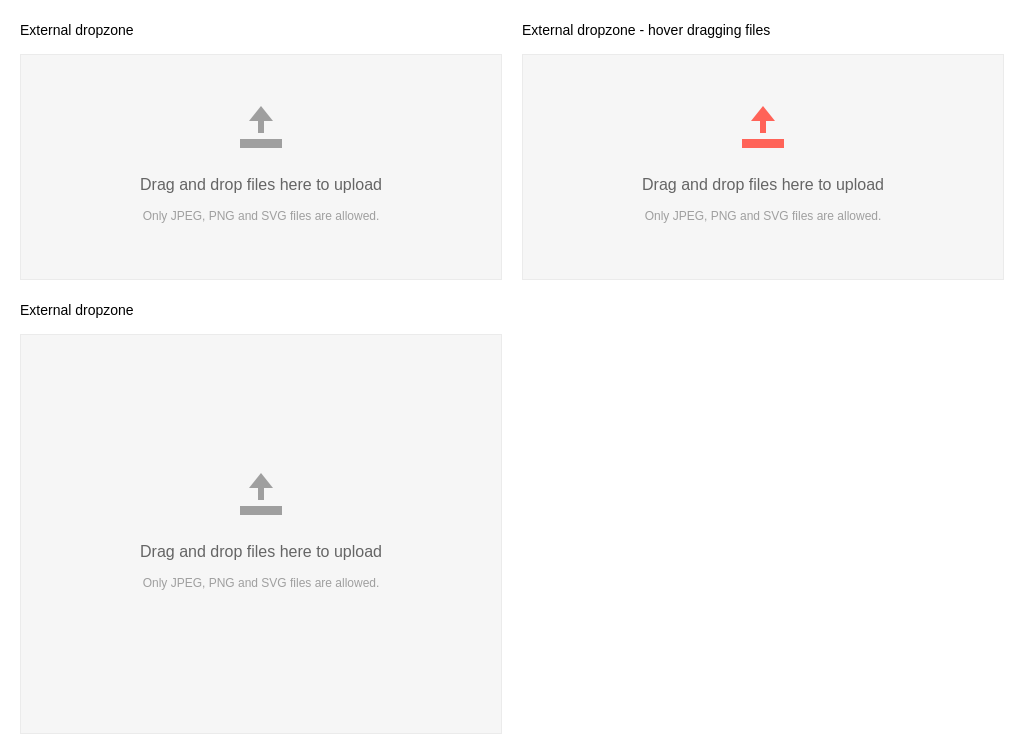 External dropzone
Drag and drop files here to upload
Only JPEG, PNG and SVG files are allowed.
External dropzone - hover dragging files
Drag and drop files here to upload
Only JPEG, PNG and SVG files are allowed.
External dropzone
Drag and drop files here to upload
Only JPEG, PNG and SVG files are allowed.